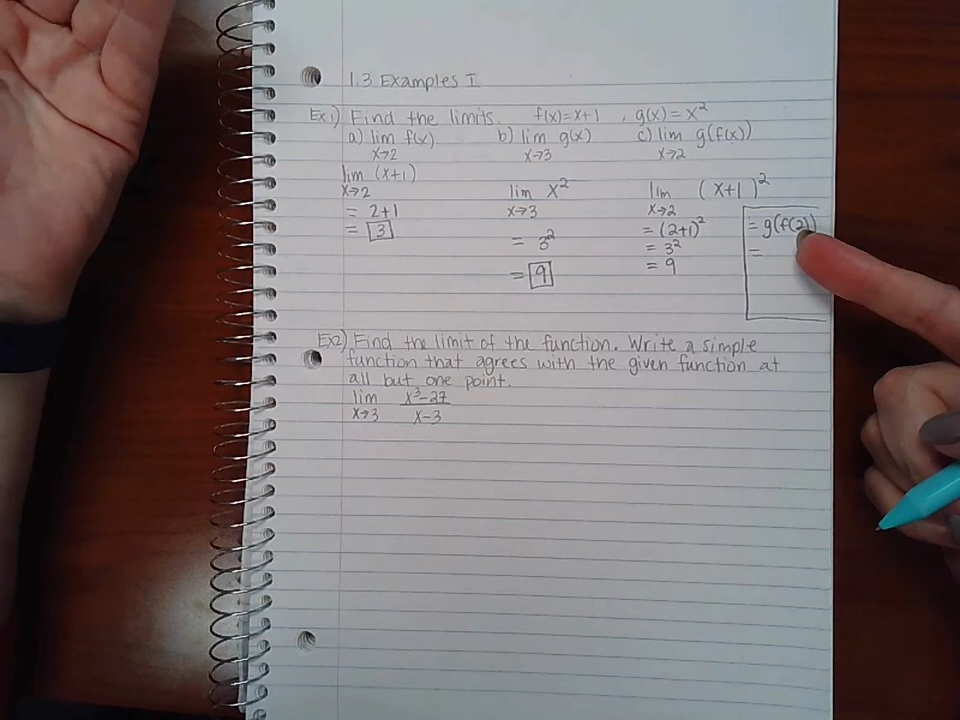 1.3 Examples I
Ex1) Find the limits. f(x)=x+1 , g(x)=x²
a) lim f(x) b) lim g(x) c) lim g(f(x))
x→2 x→3 x→2
lim (x+1)
x→2
= 2+1
= 3
lim x²
x→3
= 3²
= 9
lim (x+1)²
x→2
= (2+1)²
= 3²
= 9
= g(f(2))
=
Ex2) Find the limit of the function. Write a simple
function that agrees with the given function at
all but one point.
lim x³-27
x→3 x-3